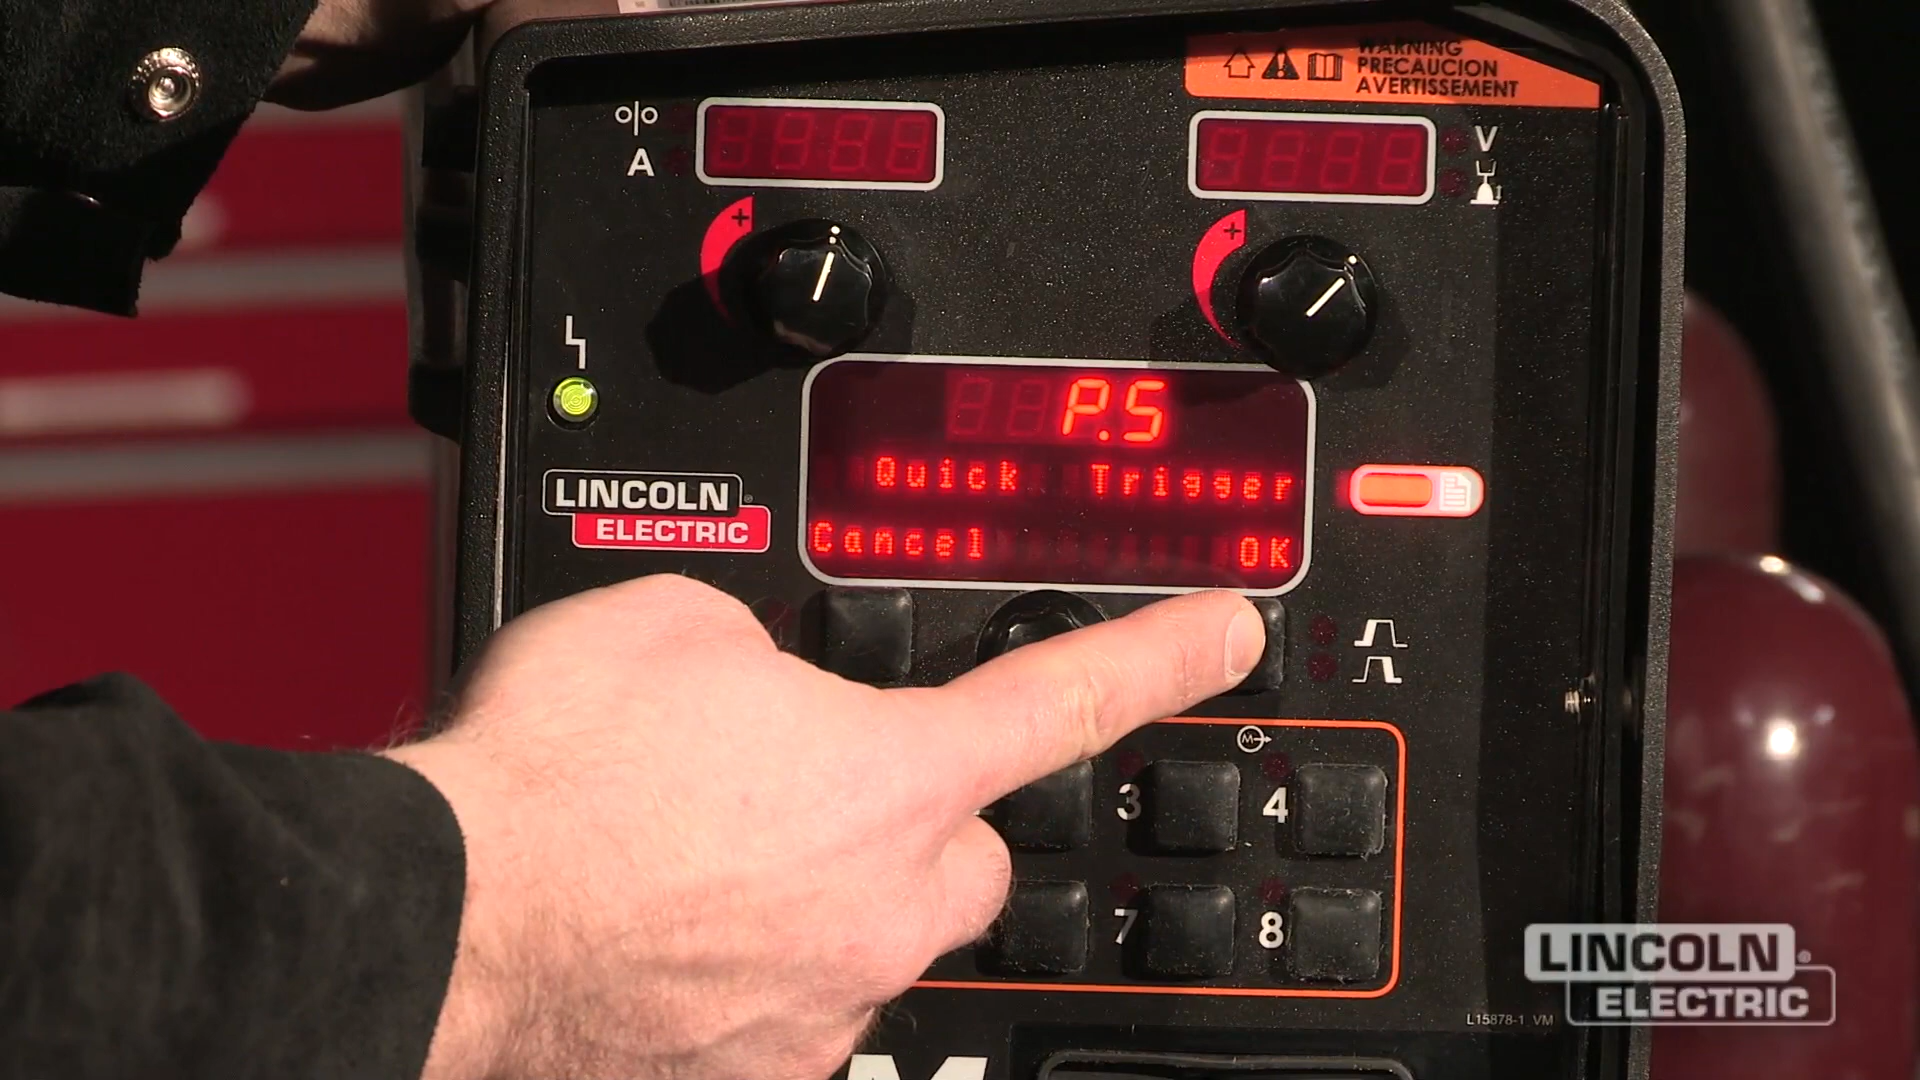 WARNING
PRECAUCION
AVERTISSEMENT
A
V
+
+
P.5
Quick Trigger
Cancel OK
LINCOLN
ELECTRIC
M
3
4
7
8
L15878-1 VM
M
LINCOLN
ELECTRIC